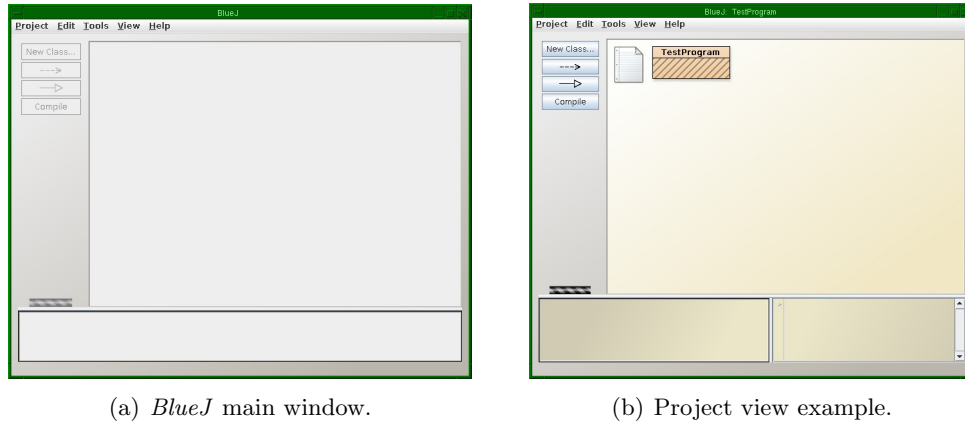 BlueJ
Project Edit Tools View Help
New Class...
Compile
(a) BlueJ main window.
BlueJ: TestProgram
Project Edit Tools View Help
New Class...
TestProgram
Compile
>
(b) Project view example.